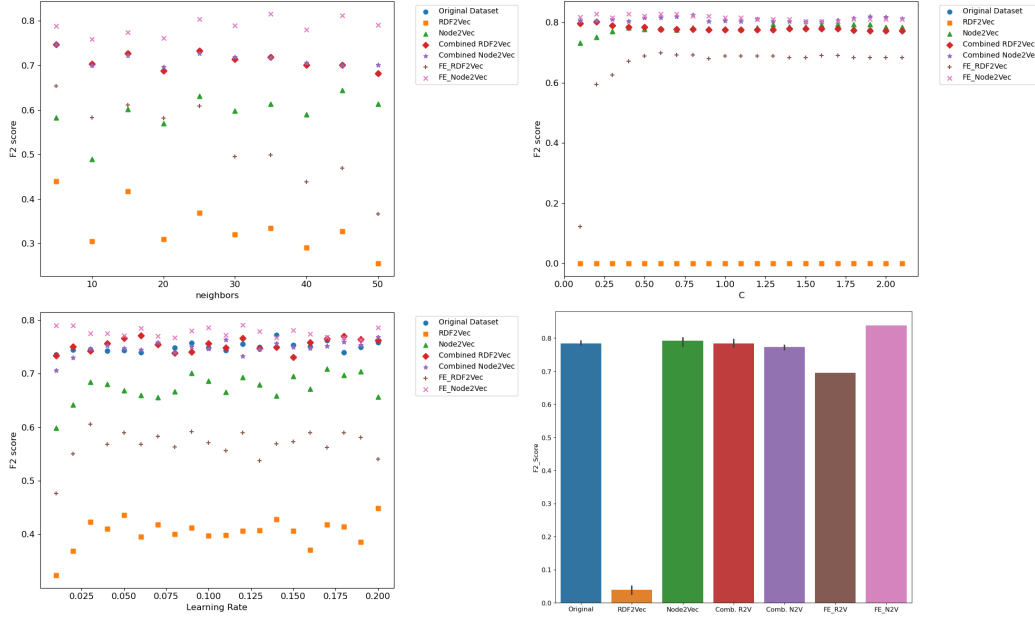 0.8
0.7
0.6
0.5
0.4
0.3
F2 score
10
20
30
40
50
neighbors
Original Dataset
RDF2Vec
Node2Vec
Combined RDF2Vec
Combined Node2Vec
FE_RDF2Vec
FE_Node2Vec
0.8
0.6
0.4
0.2
0.0
F2 score
0.00
0.25
0.50
0.75
1.00
1.25
1.50
1.75
2.00
C
Original Dataset
RDF2Vec
Node2Vec
Combined RDF2Vec
Combined Node2Vec
FE_RDF2Vec
FE_Node2Vec
0.8
0.7
0.6
0.5
0.4
F2 score
0.025
0.050
0.075
0.100
0.125
0.150
0.175
0.200
Learning Rate
Original Dataset
RDF2Vec
Node2Vec
Combined RDF2Vec
Combined Node2Vec
FE_RDF2Vec
FE_Node2Vec
0.8
0.7
0.6
0.5
0.4
0.3
0.2
0.1
0.0
F2_Score
Original
RDF2Vec
Node2Vec
Comb. R2V
Comb. N2V
FE_R2V
FE_N2V